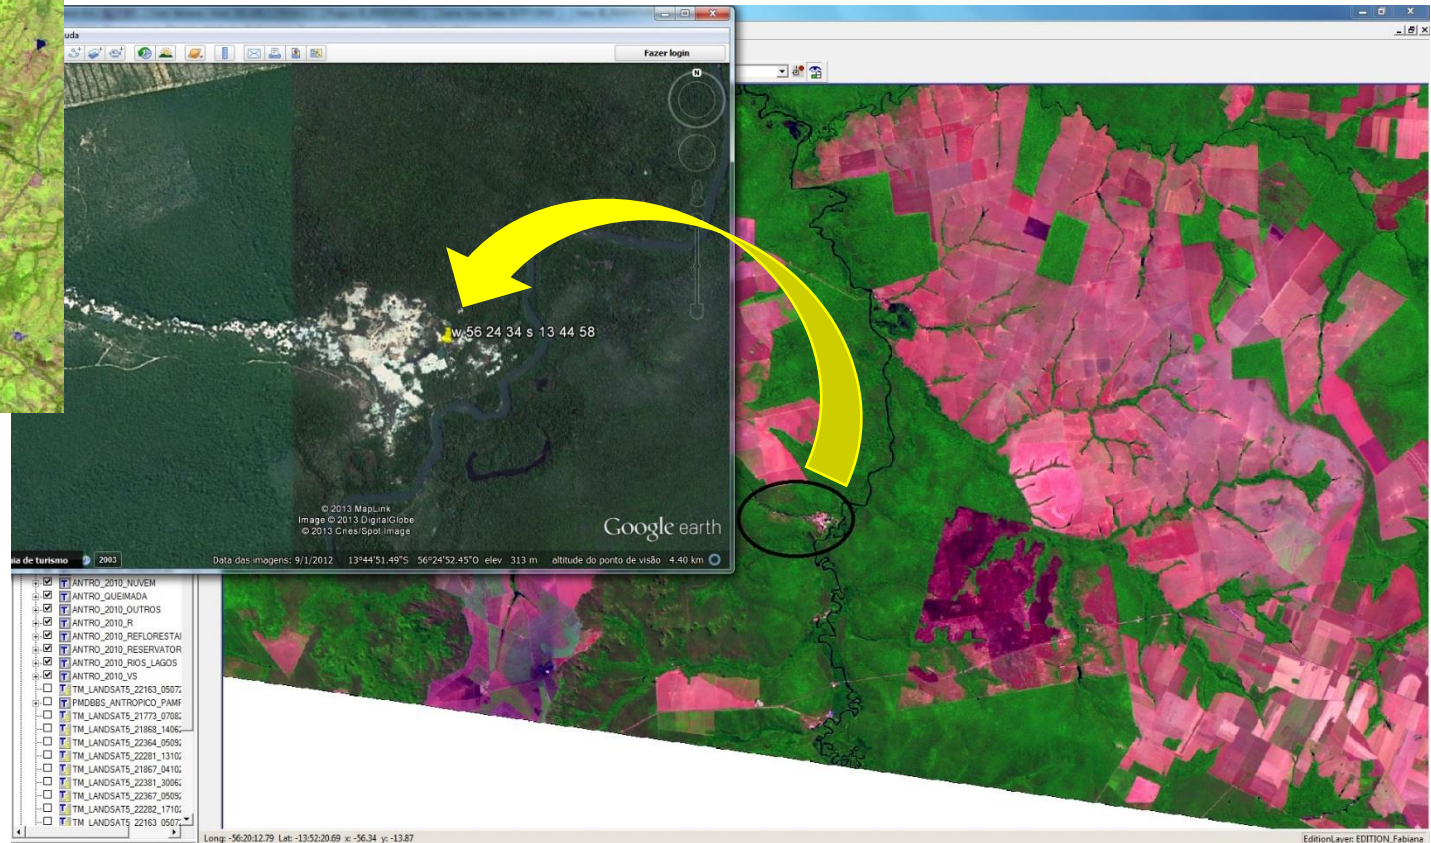 uda
Fazer login
N
w 56 24 34 s 13 44 58
© 2013 MapLink
Image © 2013 DigitalGlobe
© 2013 Cnes/Spot Image
Google earth
ia de turismo 2003 Data das imagens: 9/1/2012 13°44'51.49"S 56°24'52.45"O elev 313 m altitude do ponto de visão 4.40 km
ANTRO_2010_NUVEM
ANTRO_QUEIMADA
ANTRO_2010_OUTROS
ANTRO_2010_R
ANTRO_2010_REFLORESTA
ANTRO_2010_RESERVATOR
ANTRO_2010_RIOS_LAGOS
ANTRO_2010_VS
TM_LANDSAT5_22163_0507
PMDBBS_ANTROPICO_PAMF
TM_LANDSAT5_21773_0708
TM_LANDSAT5_21868_1406
TM_LANDSAT5_22364_0509
TM_LANDSAT5_22281_1310
TM_LANDSAT5_21867_0410
TM_LANDSAT5_22381_3006
TM_LANDSAT5_22367_0509
TM_LANDSAT5_22282_1710
TM_LANDSAT5_22163_0507
Long: -56:20:12.79 Lat: -13:52:20.69 x: -56.34 y: -13.87
EditionLayer: EDITION_Fabiana